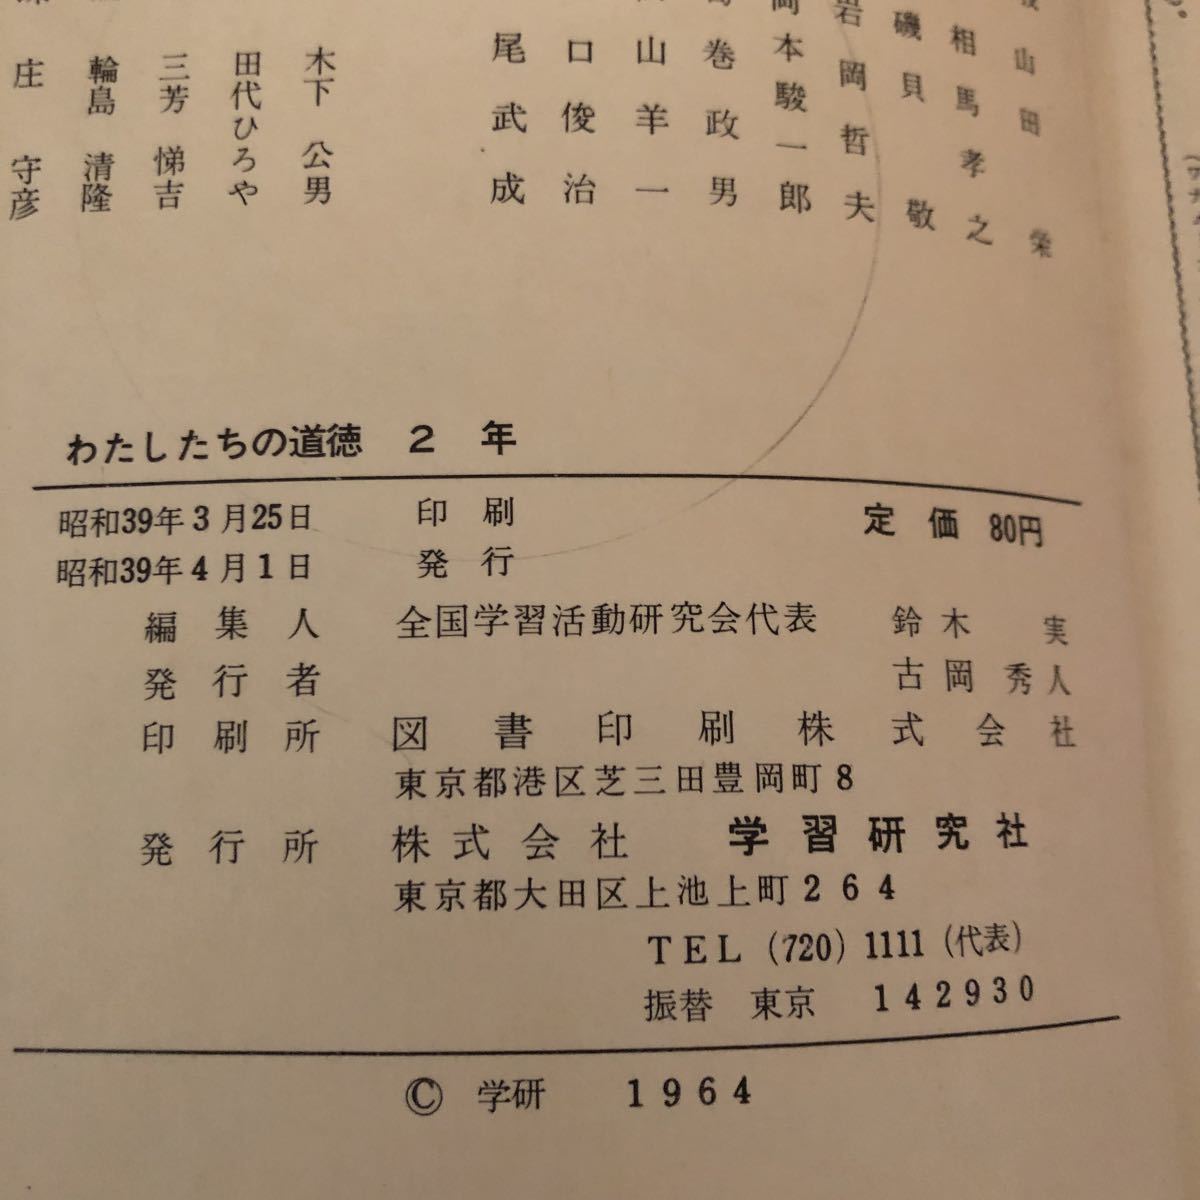 山田 栄
相馬孝之
磯貝 敬
岩岡哲夫
岡本駿一郎
巻政男
山羊一
口俊治
尾武成
木下 公男
田代ひろや
三芳 悌吉
輪島 清隆
庄 守彦
わたしたちの道徳 2 年
昭和39年3月25日 印刷 定価 80円
昭和39年4月1日 発行
編集人 全国学習活動研究会代表 鈴木 実
発行者 古岡秀人
印刷所 図書印刷株式会社
東京都港区芝三田豊岡町8
発行所 株式会社 学習研究社
東京都大田区上池上町264
TEL (720) 1111 (代表)
振替 東京 142930
© 学研 1964